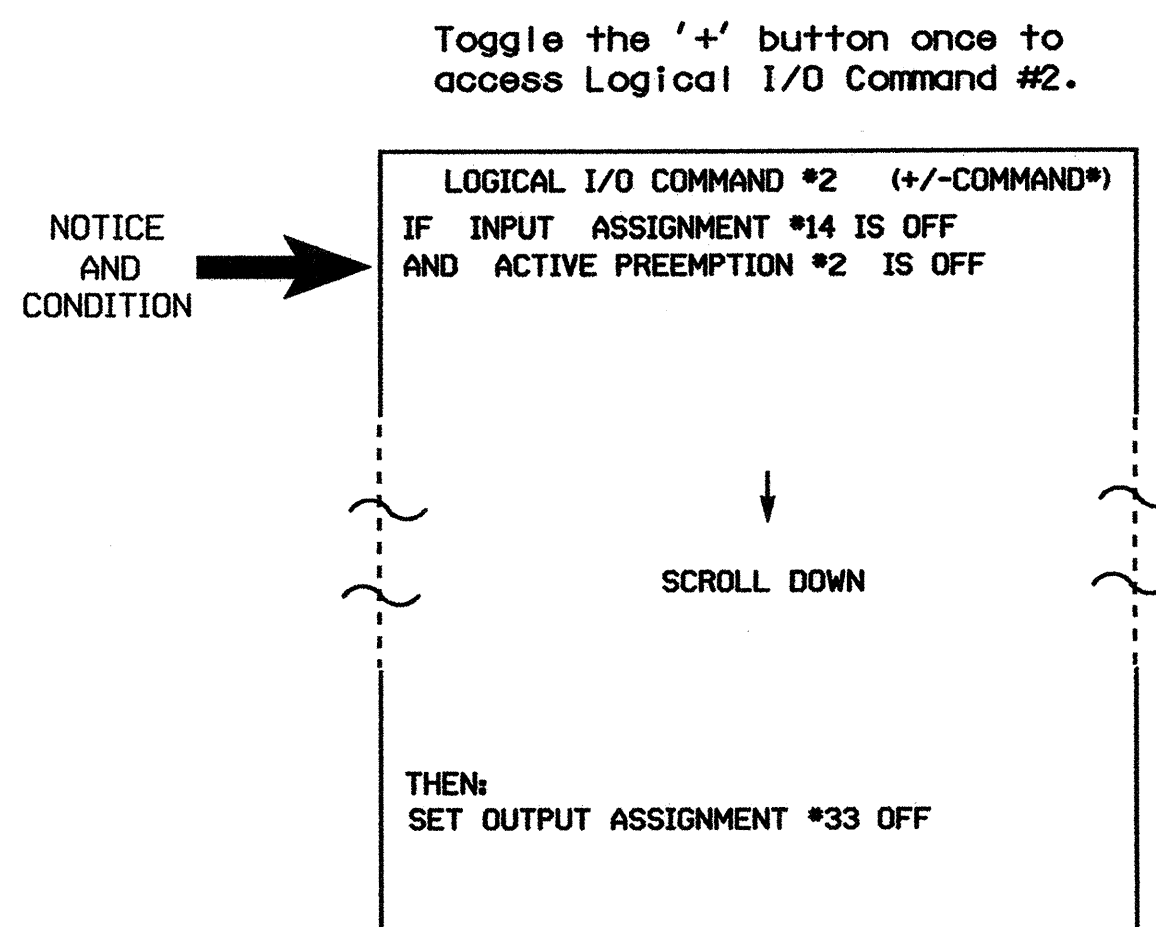 Toggle the '+' button once to
access Logical I/O Command #2.
LOGICAL I/O COMMAND #2 (+/-COMMAND#)
NOTICE
AND
CONDITION
IF INPUT ASSIGNMENT #14 IS OFF
AND ACTIVE PREEMPTION #2 IS OFF
SCROLL DOWN
THEN:
SET OUTPUT ASSIGNMENT #33 OFF